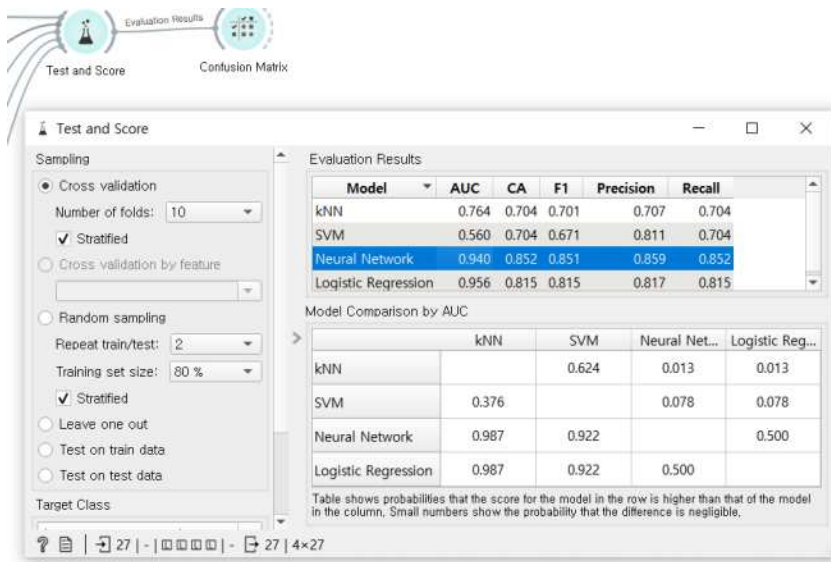 Evaluation Results
Test and Score
Confusion Matrix
Test and Score
Sampling
Cross validation
Number of folds: 10
Stratified
Cross validation by feature
Random sampling
Repeat train/test: 2
Training set size: 80 %
Stratified
Leave one out
Test on train data
Test on test data
Target Class
Evaluation Results
Model AUC CA F1 Precision Recall
kNN 0.764 0.704 0.701 0.707 0.704
SVM 0.560 0.704 0.671 0.811 0.704
Neural Network 0.940 0.852 0.851 0.859 0.852
Logistic Regression 0.956 0.815 0.815 0.817 0.815
Model Comparison by AUC
kNN SVM Neural Net... Logistic Reg...
kNN 0.624 0.013 0.013
SVM 0.376 0.078 0.078
Neural Network 0.987 0.922 0.500
Logistic Regression 0.987 0.922 0.500
Table shows probabilities that the score for the model in the row is higher than that of the model
in the column. Small numbers show the probability that the difference is negligible.
? 27 | - | - 27 | 4×27